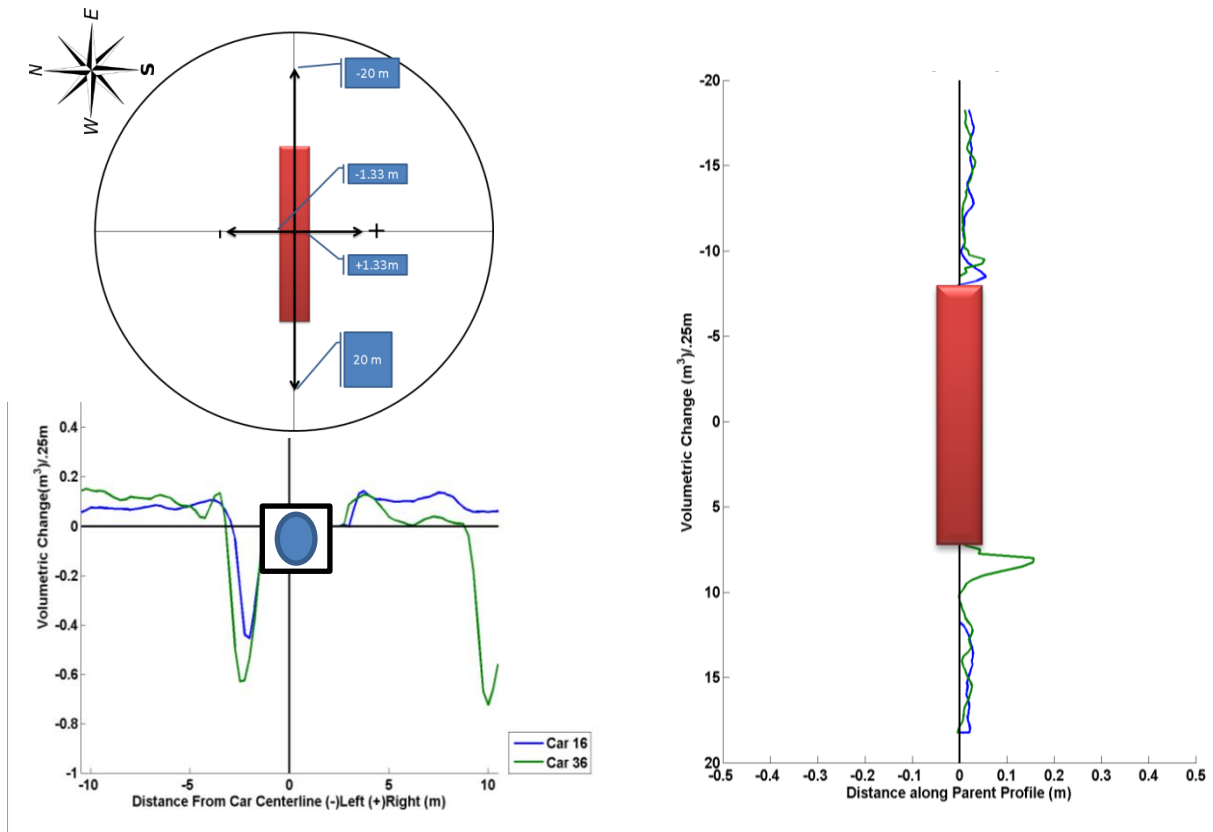 E
N
S
W
-20 m
-1.33 m
-
+
+1.33m
20 m
Volumetric Change(m³)/.25m
0.4
0.2
0
-0.2
-0.4
-0.6
-0.8
-1
-10
-5
0
5
10
Distance From Car Centerline (-)Left (+)Right (m)
Car 16
Car 36
Volumetric Change (m³)/.25m
-20
-15
-10
-5
0
5
10
15
20
-0.5
-0.4
-0.3
-0.2
-0.1
0
0.1
0.2
0.3
0.4
0.5
Distance along Parent Profile (m)